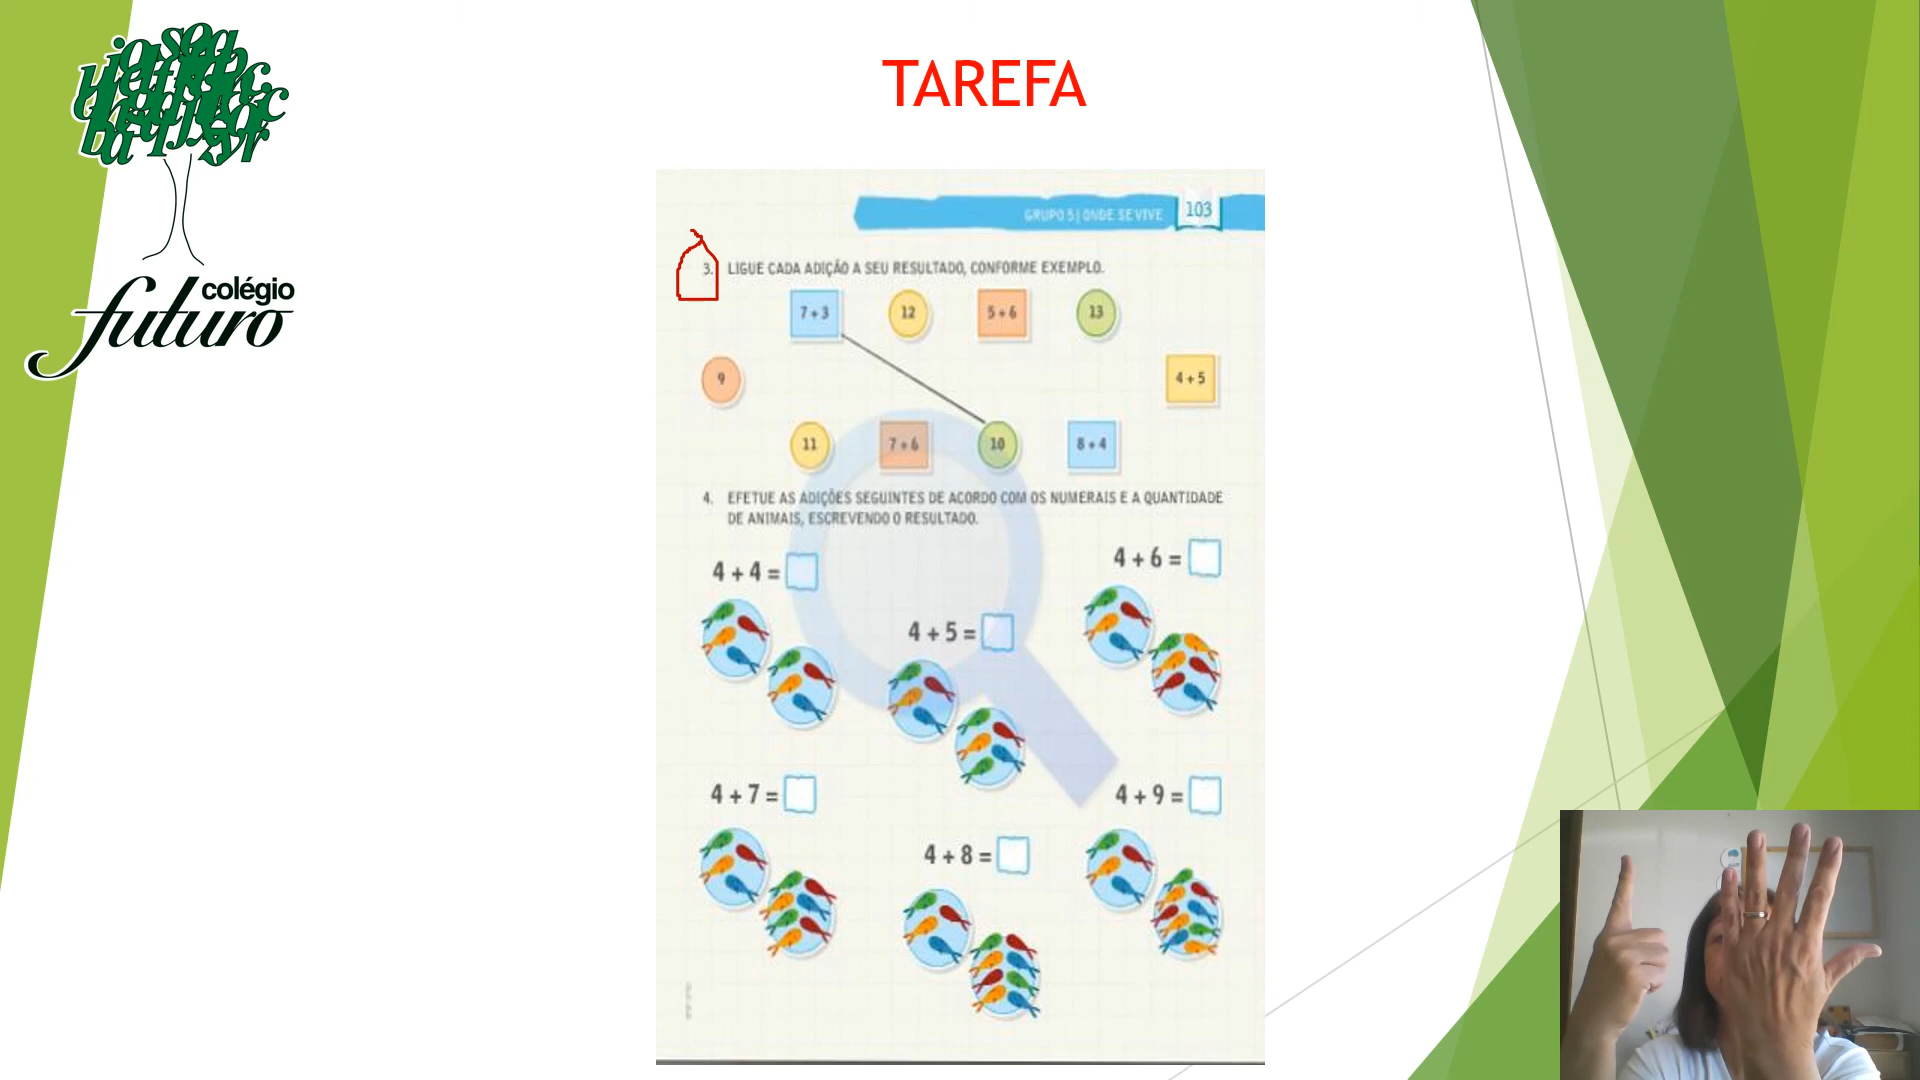 TAREFA
colégio
futuro
GRUPO 5 | ONDE SE VIVE 103
3. LIGUE CADA ADIÇÃO A SEU RESULTADO, CONFORME EXEMPLO.
7 + 3 12 5 + 6 13
9 4 + 5
11 7 + 6 10 8 + 4
4. EFETUE AS ADIÇÕES SEGUINTES DE ACORDO COM OS NUMERAIS E A QUANTIDADE
DE ANIMAIS, ESCREVENDO O RESULTADO.
4 + 4 =
4 + 6 =
4 + 5 =
4 + 7 =
4 + 9 =
4 + 8 =